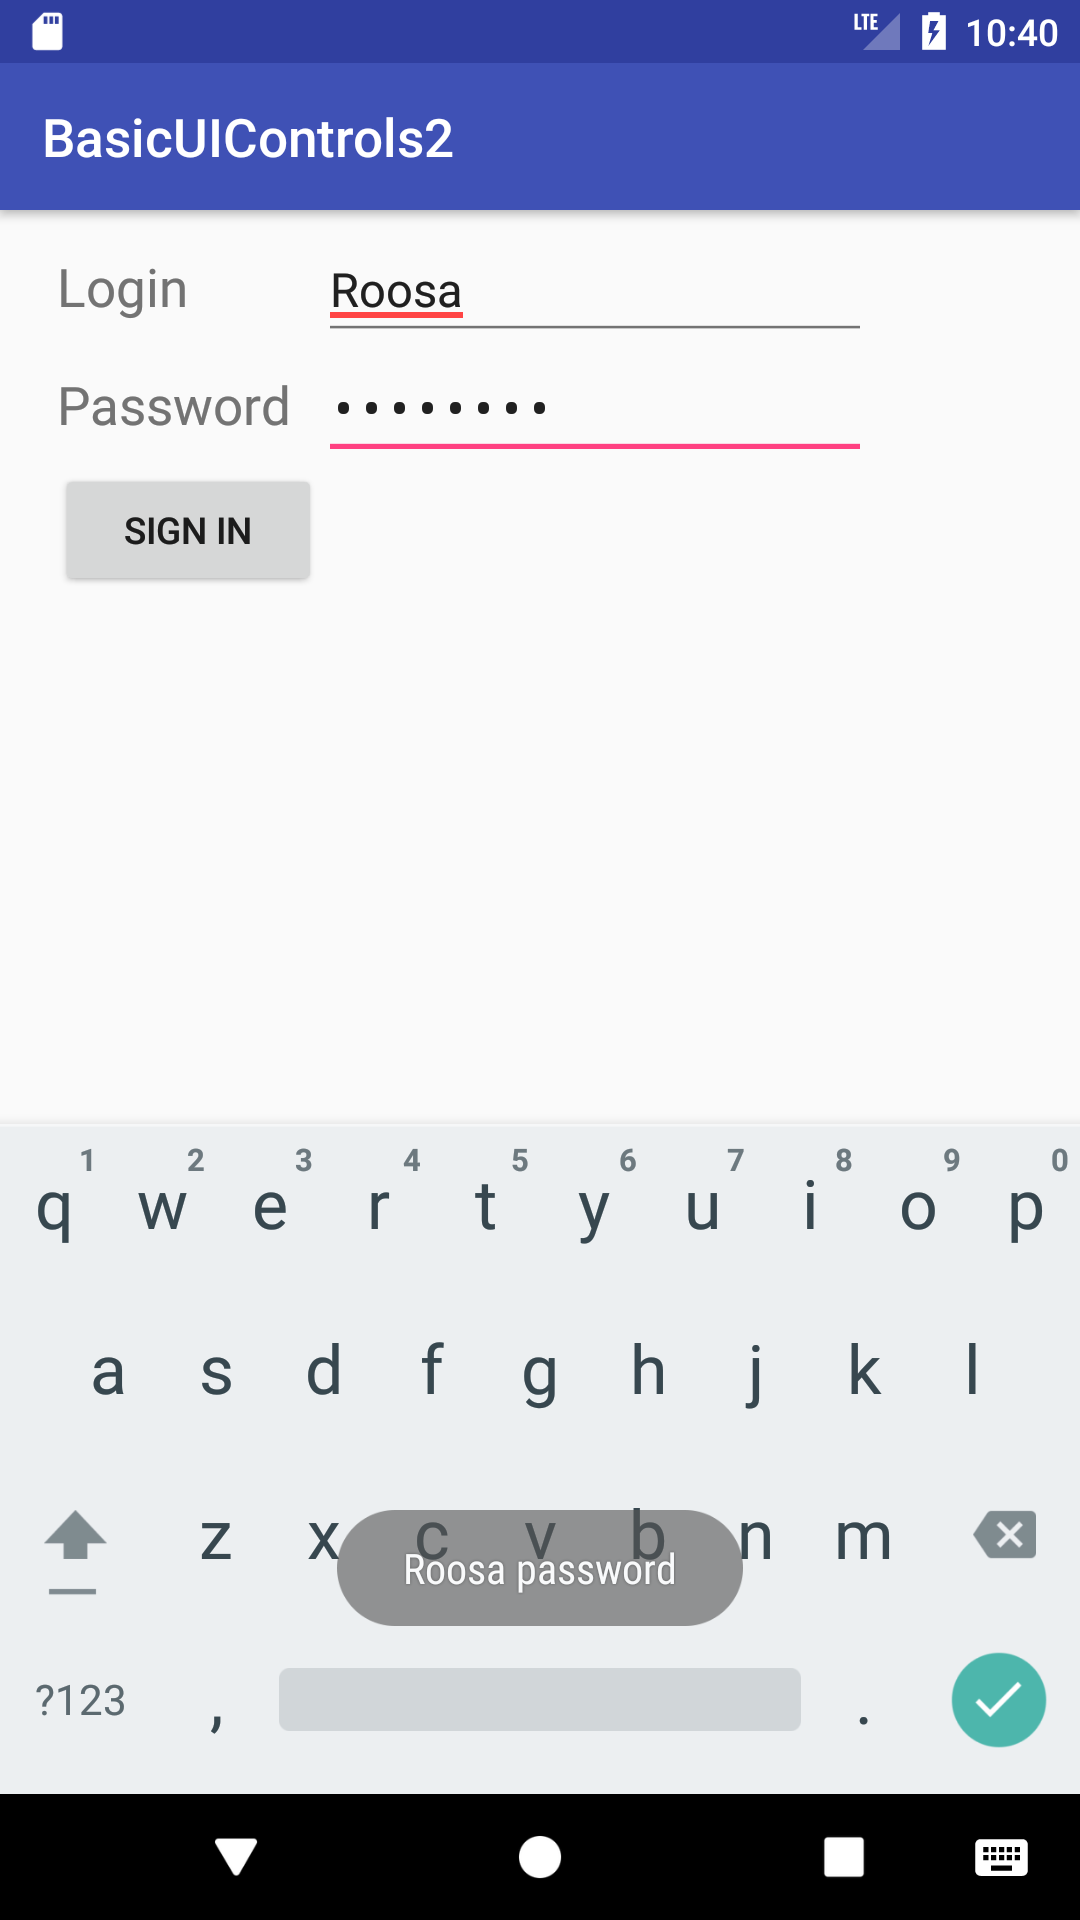 LTE 10:40
BasicUIControls2
Login Roosa
Password ••••••••
SIGN IN
1 2 3 4 5 6 7 8 9 0
q w e r t y u i o p
a s d f g h j k l
z x c v b n m
Roosa password
?123 , .